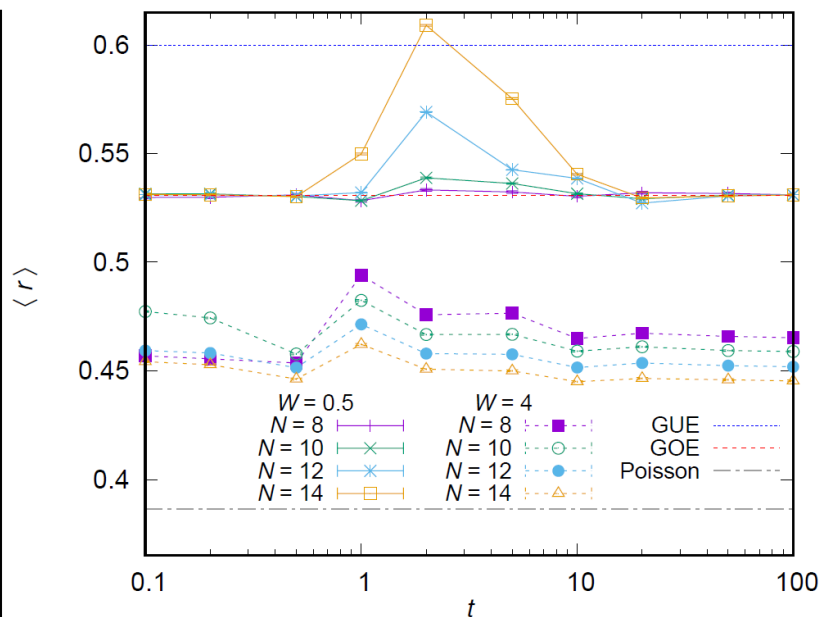 0.6
0.55
0.5
0.45
0.4
⟨ r ⟩
W = 0.5 W = 4
N = 8 N = 8 GUE
N = 10 N = 10 GOE
N = 12 N = 12 Poisson
N = 14 N = 14
0.1 1 10 100
t